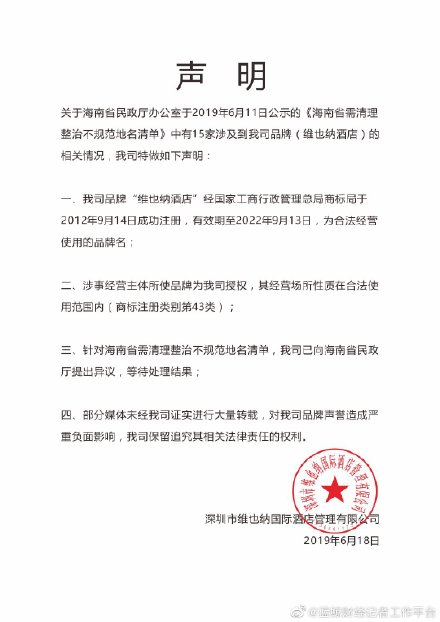 声 明
关于海南省民政厅办公室于2019年6月11日公示的《海南省需清理
整治不规范地名清单》中有15家涉及到我司品牌（维也纳酒店）的
相关情况，我司特做如下声明：
一、我司品牌“维也纳酒店”经国家工商行政管理总局商标局于
2012年9月14日成功注册，有效期至2022年9月13日，为合法经营
使用的品牌名；
二、涉事经营主体所使品牌为我司授权，其经营场所性质在合法使
用范围内（商标注册类别第43类）；
三、针对海南省需清理整治不规范地名清单，我司已向海南省民政
厅提出异议，等待处理结果；
四、部分媒体未经我司证实进行大量转载，对我司品牌声誉造成严
重负面影响，我司保留追究其相关法律责任的权利。
深圳市维也纳国际酒店管理有限公司
深圳市维也纳国际酒店管理有限公司
2019年6月18日